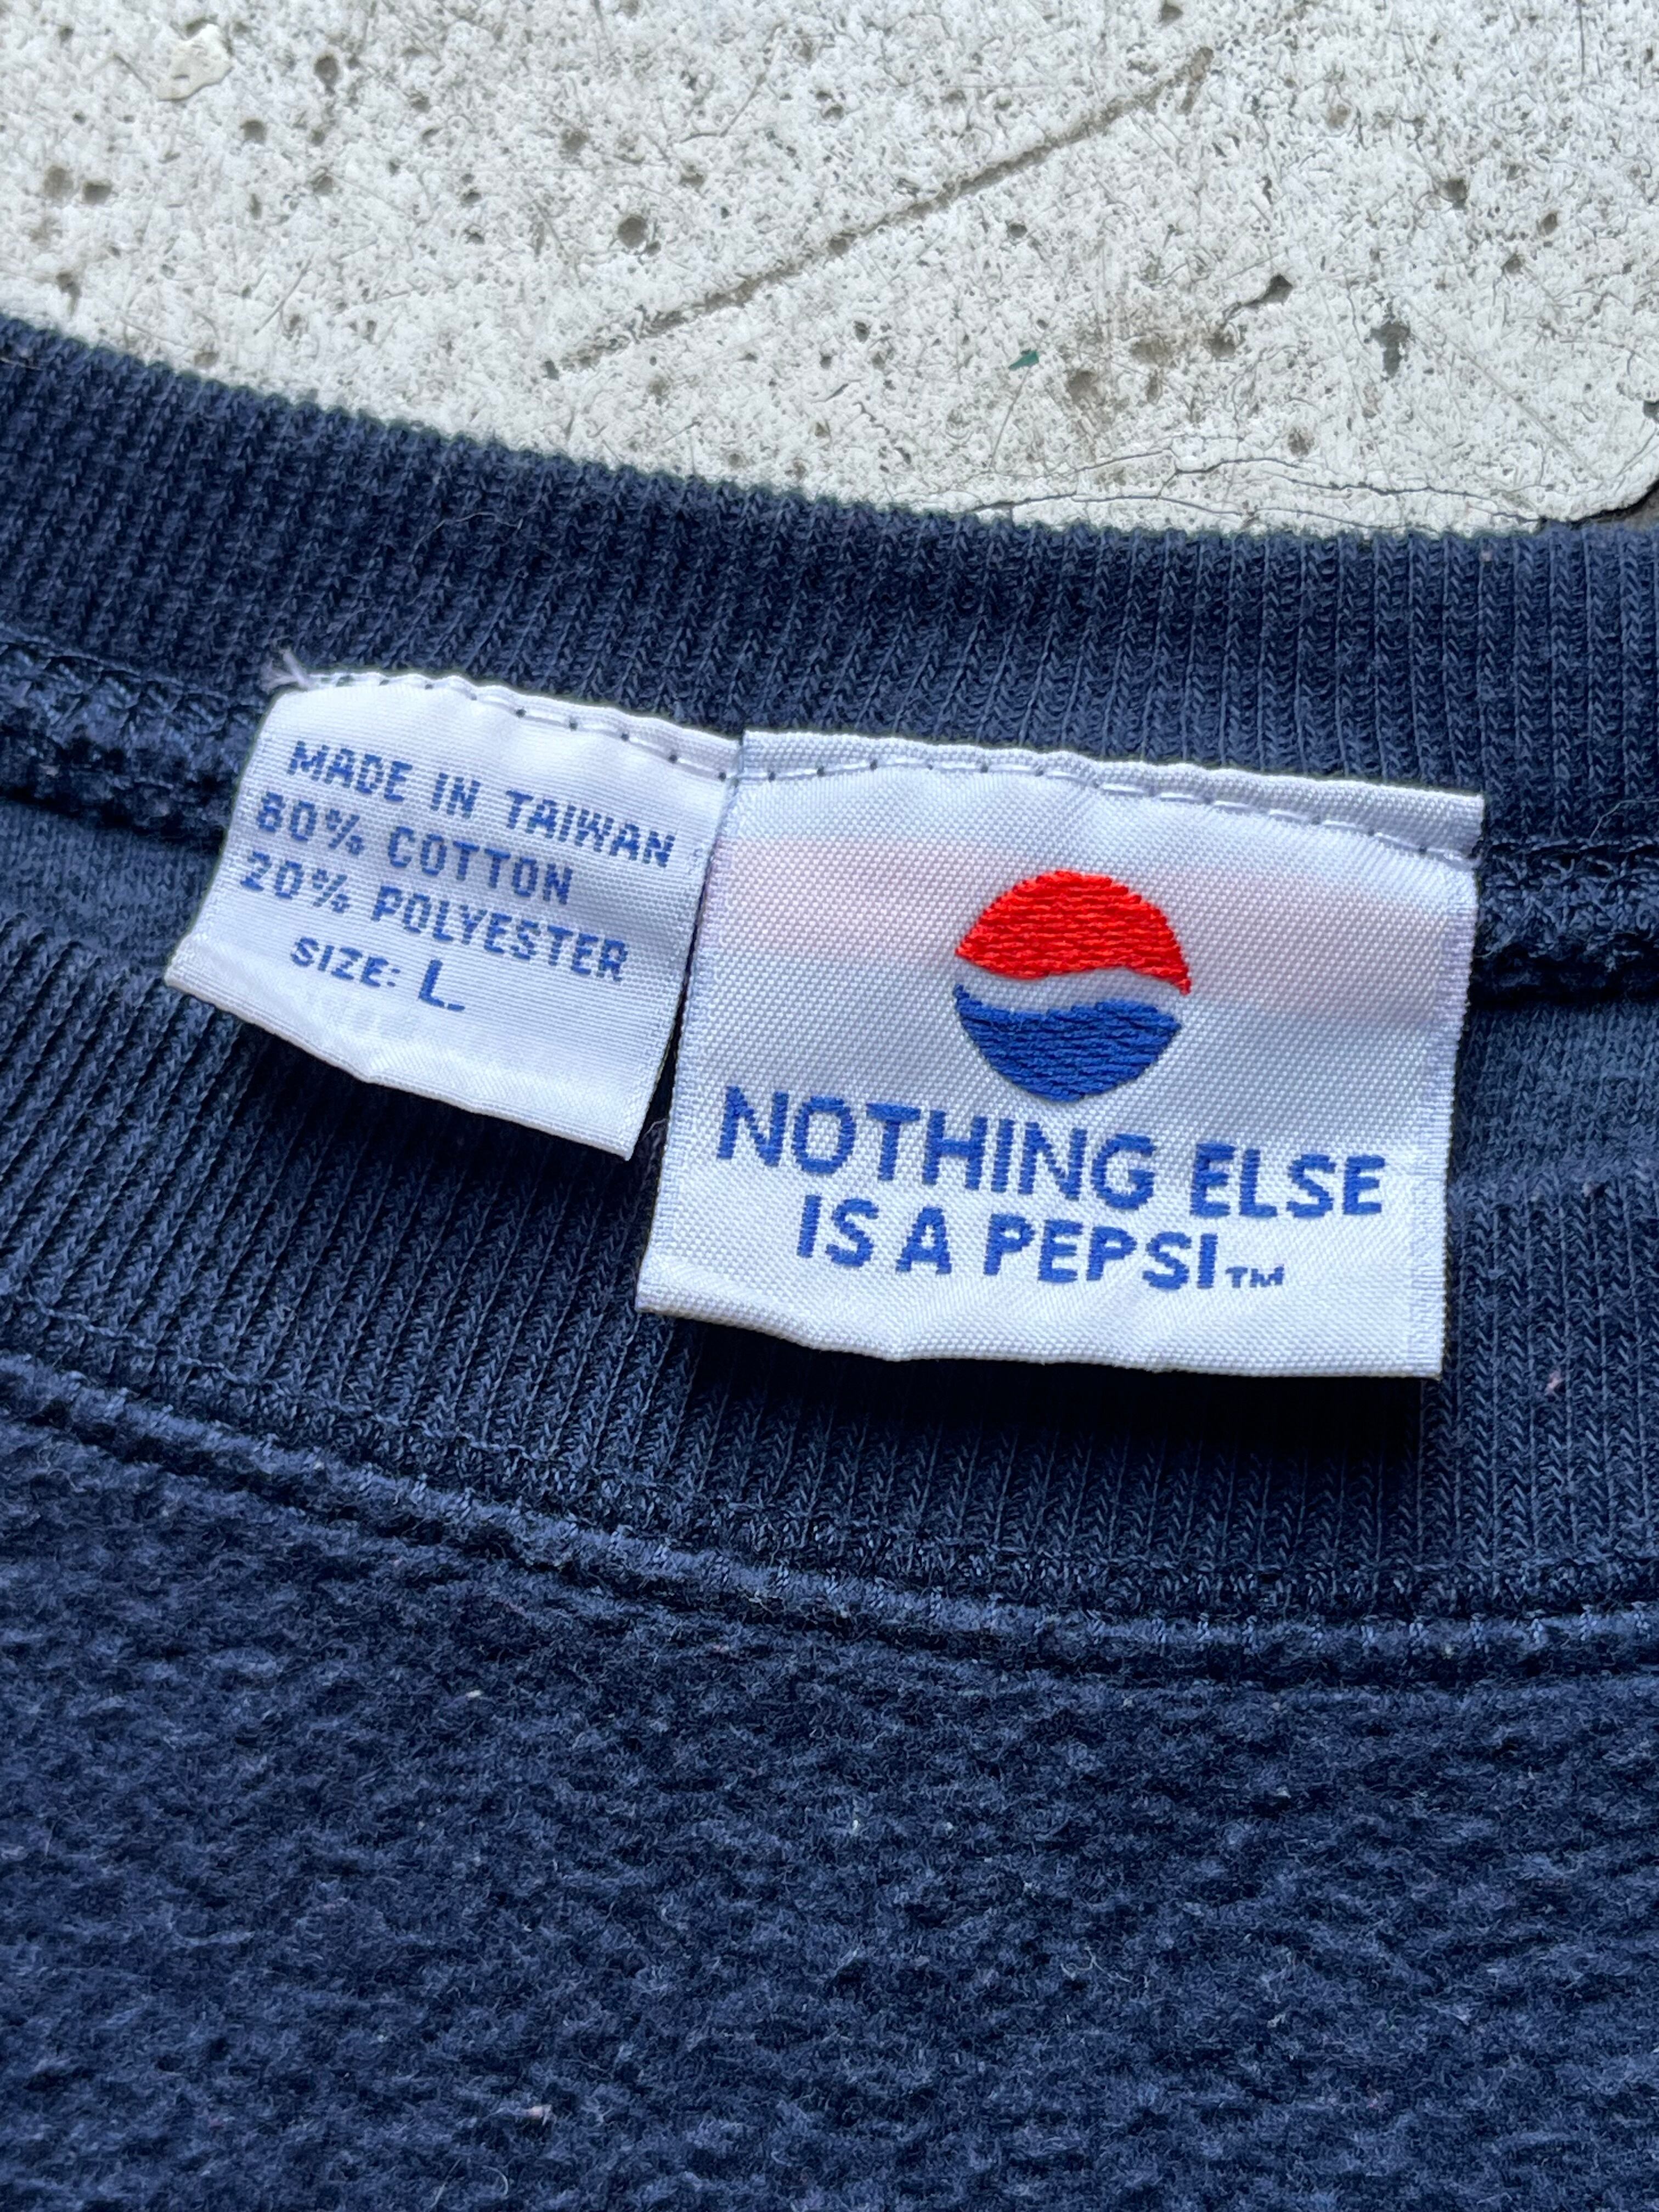 MADE IN TAIWAN
80% COTTON
20% POLYESTER
SIZE: L
NOTHING ELSE
IS A PEPSI™